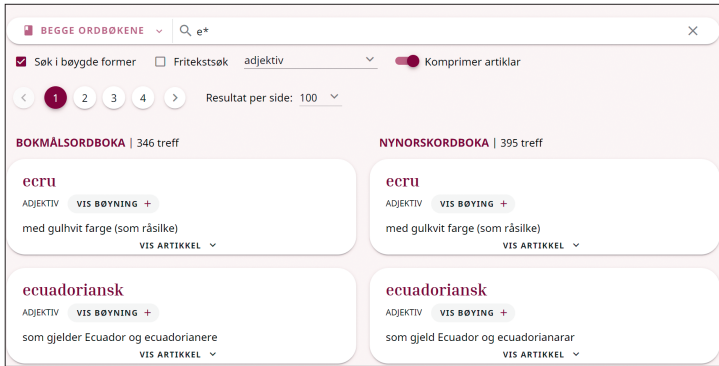 BEGGE ORDBØKENE e*
Søk i bøygde former Fritekstsøk adjektiv Komprimer artiklar
1 2 3 4 Resultat per side: 100
BOKMÅLSORDBOKA | 346 treff
ecru
ADJEKTIV VIS BØYNING +
med gulhvit farge (som råsilke)
VIS ARTIKKEL
ecuadoriansk
ADJEKTIV VIS BØYNING +
som gjelder Ecuador og ecuadorianere
VIS ARTIKKEL
NYNORSKORDBOKA | 395 treff
ecru
ADJEKTIV VIS BØYING +
med gulkvit farge (som råsilke)
VIS ARTIKKEL
ecuadoriansk
ADJEKTIV VIS BØYING +
som gjeld Ecuador og ecuadorianarar
VIS ARTIKKEL